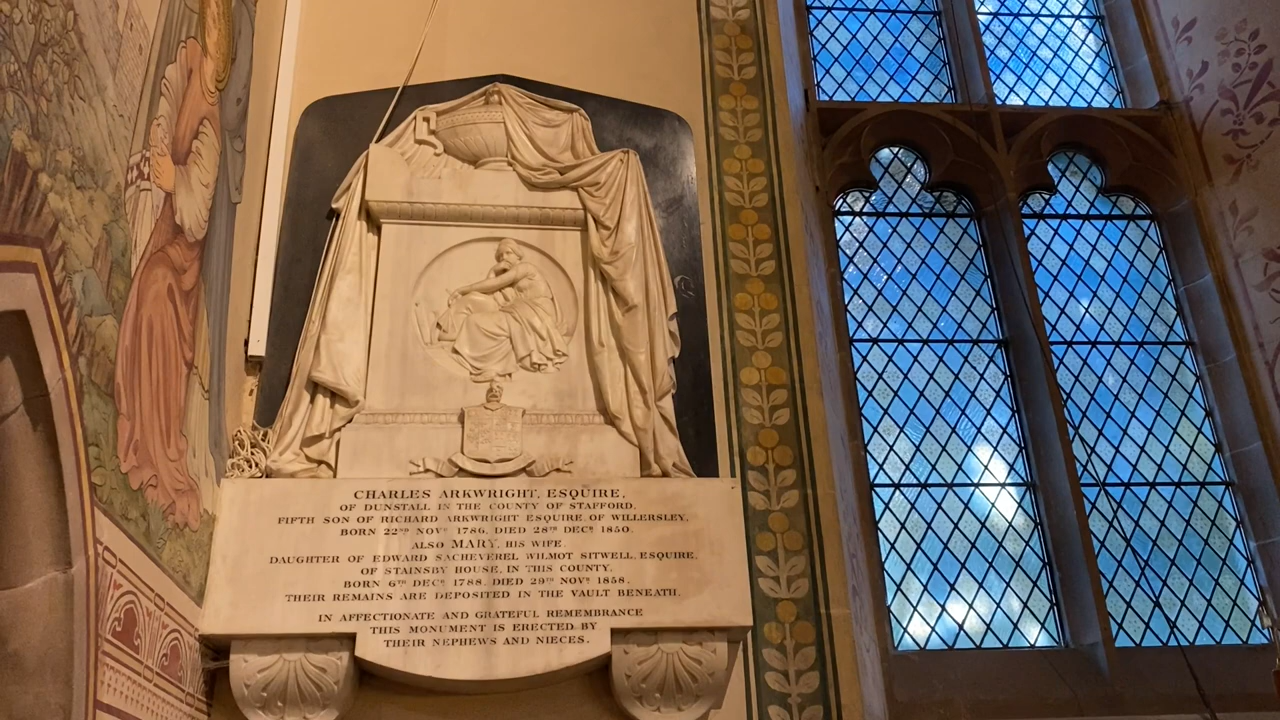 CHARLES ARKWRIGHT, ESQUIRE,
OF DUNSTALL IN THE COUNTY OF STAFFORD,
FIFTH SON OF RICHARD ARKWRIGHT ESQUIRE, OF WILLERSLEY,
BORN 22ND NOVR 1786, DIED 28TH DECR 1850,
ALSO MARY, HIS WIFE,
DAUGHTER OF EDWARD SACHEVEREL WILMOT SITWELL, ESQUIRE,
OF STAINSBY HOUSE, IN THIS COUNTY,
BORN 6TH DECR 1788, DIED 29TH NOVR 1858.
THEIR REMAINS ARE DEPOSITED IN THE VAULT BENEATH.
IN AFFECTIONATE AND GRATEFUL REMEMBRANCE
THIS MONUMENT IS ERECTED BY
THEIR NEPHEWS AND NIECES.